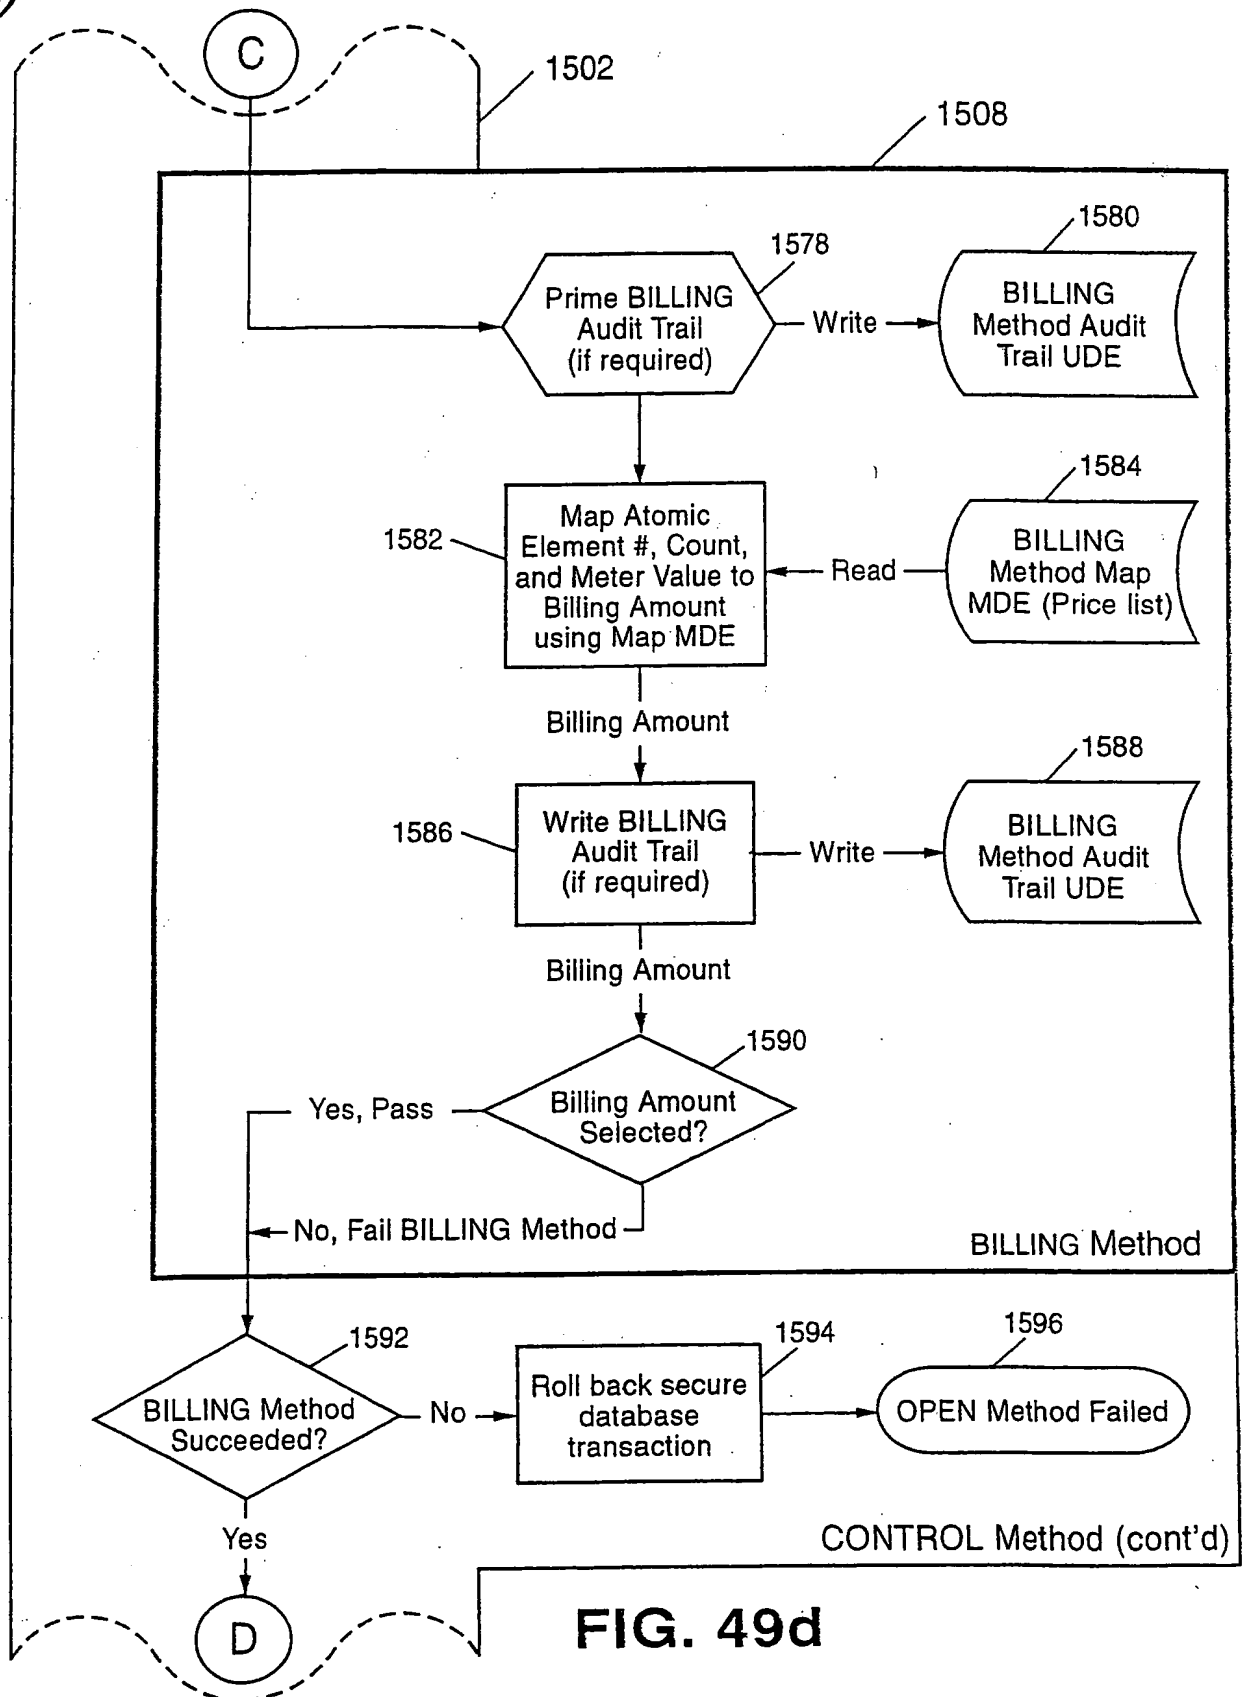 C
1502
1508
1578
1580
Prime BILLING
Audit Trail
(if required)
Write
BILLING
Method Audit
Trail UDE
1582
Map Atomic
Element #, Count,
and Meter Value to
Billing Amount
using Map MDE
Read
1584
BILLING
Method Map
MDE (Price list)
Billing Amount
1586
Write BILLING
Audit Trail
(if required)
Write
1588
BILLING
Method Audit
Trail UDE
Billing Amount
1590
Billing Amount
Selected?
Yes, Pass
No, Fail BILLING Method
BILLING Method
1592
BILLING Method
Succeeded?
No
1594
Roll back secure
database
transaction
1596
OPEN Method Failed
Yes
CONTROL Method (cont'd)
D
FIG. 49d